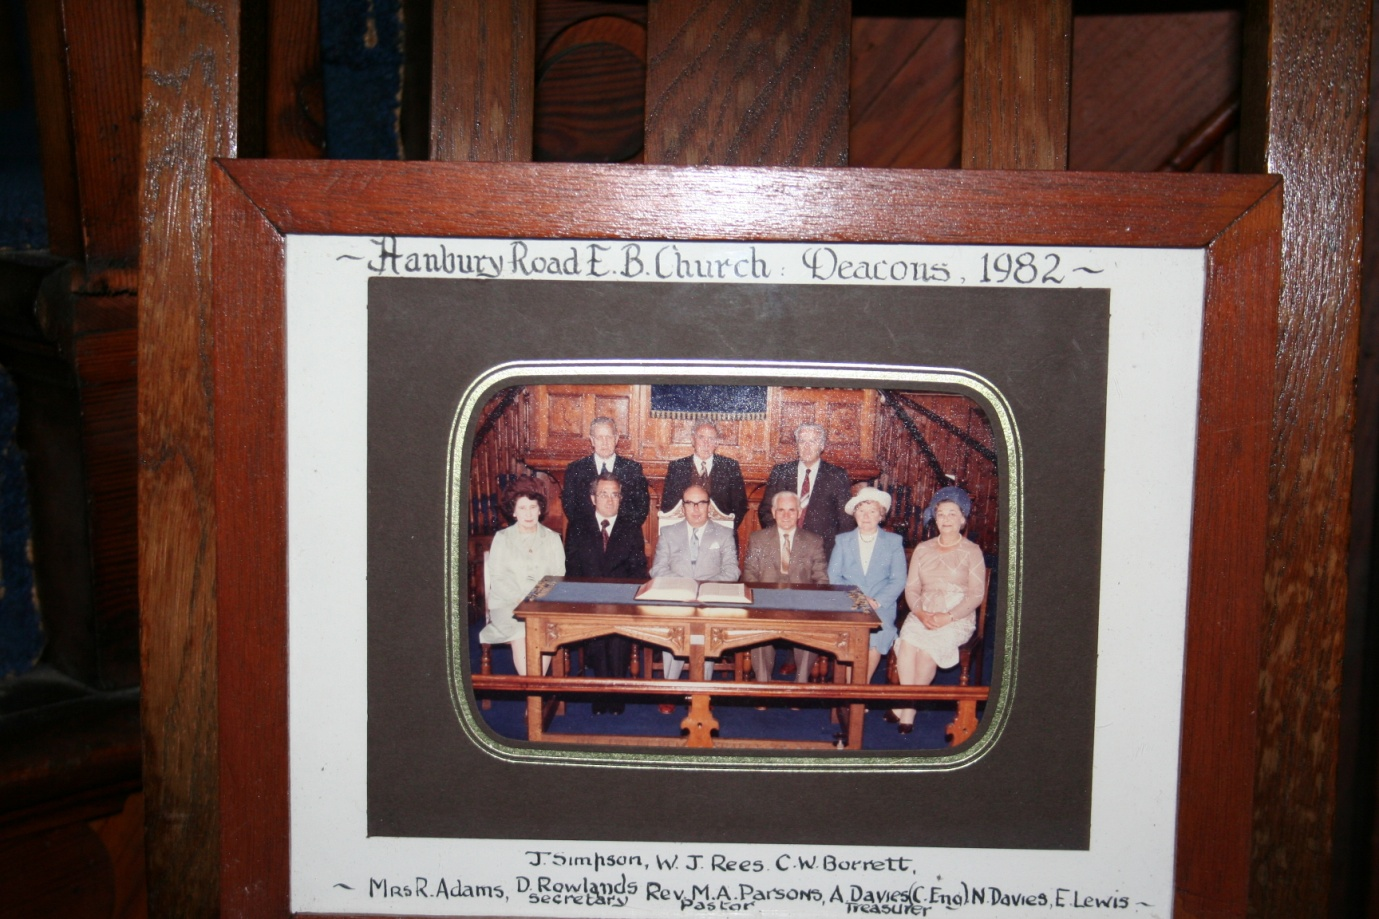 ~ Hanbury Road E.B. Church : Deacons, 1982 ~
J. Simpson, W. J. Rees. C.W. Borrett,
~ Mrs R. Adams, D. Rowlands Rev. M.A. Parsons, A. Davies (C. Eng). N. Davies, E. Lewis ~
Secretary Pastor Treasurer